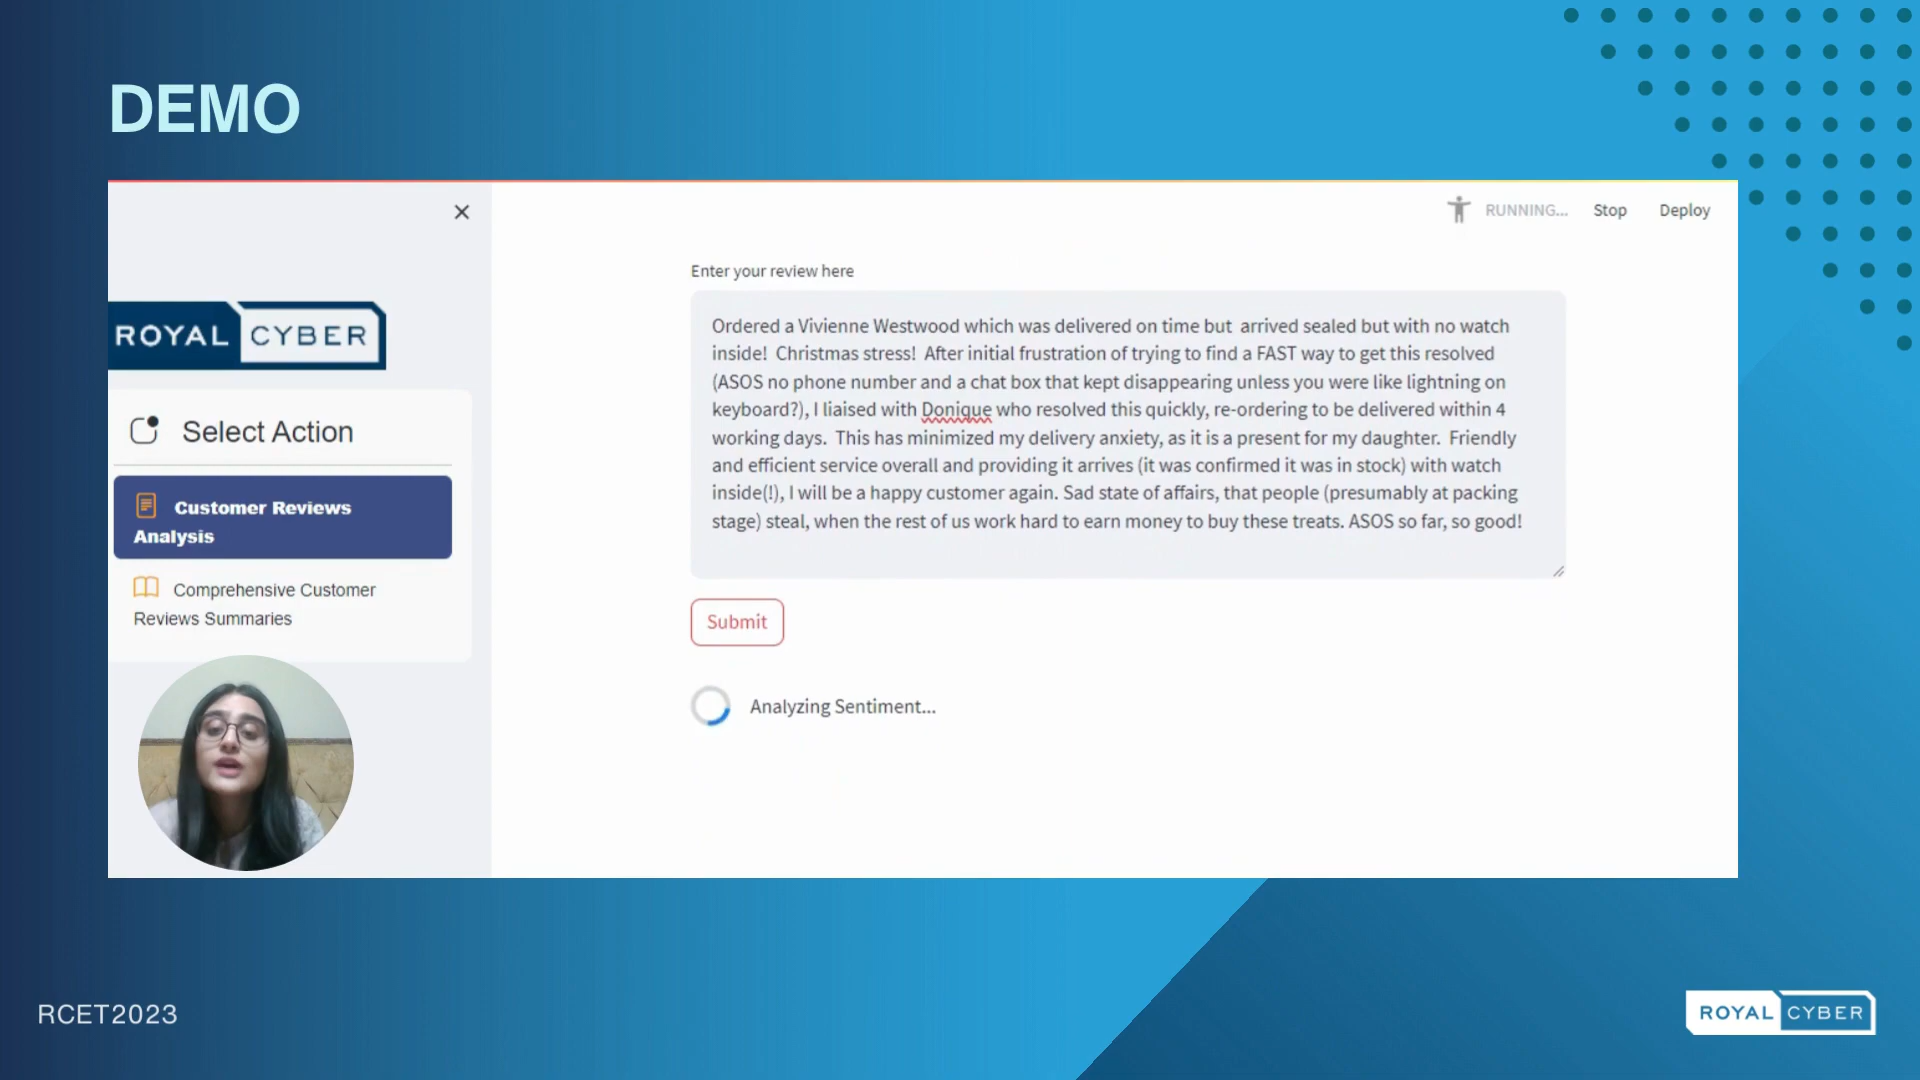 DEMO
RUNNING...
Stop
Deploy
ROYAL CYBER
Select Action
Customer Reviews
Analysis
Comprehensive Customer
Reviews Summaries
Enter your review here
Ordered a Vivienne Westwood which was delivered on time but  arrived sealed but with no watch
inside!  Christmas stress!  After initial frustration of trying to find a FAST way to get this resolved
(ASOS no phone number and a chat box that kept disappearing unless you were like lightning on
keyboard?), I liaised with Donique who resolved this quickly, re-ordering to be delivered within 4
working days.  This has minimized my delivery anxiety, as it is a present for my daughter.  Friendly
and efficient service overall and providing it arrives (it was confirmed it was in stock) with watch
inside(!), I will be a happy customer again. Sad state of affairs, that people (presumably at packing
stage) steal, when the rest of us work hard to earn money to buy these treats. ASOS so far, so good!
Submit
Analyzing Sentiment...
RCET2023
ROYAL CYBER